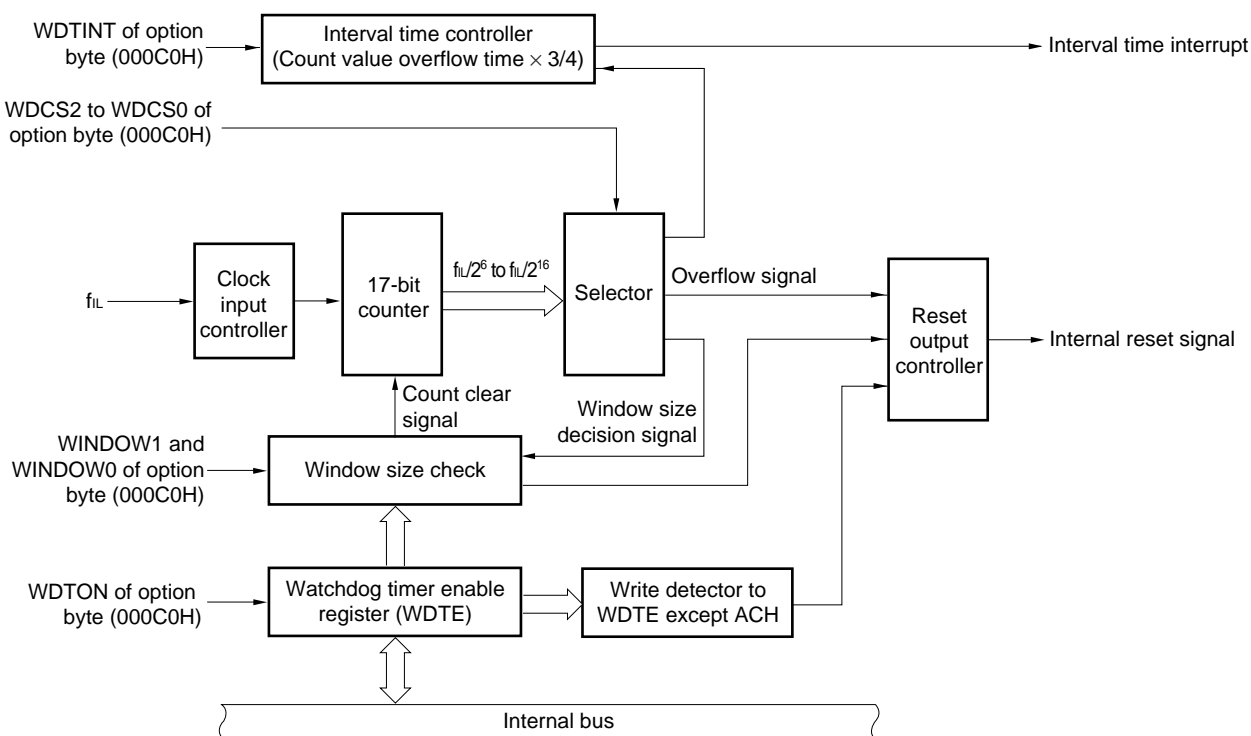 WDTINT of option
byte (000C0H)
Interval time controller
(Count value overflow time × 3/4)
Interval time interrupt
WDCS2 to WDCS0 of
option byte (000C0H)
fIL
Clock
input
controller
17-bit
counter
fIL/2⁶ to fIL/2¹⁶
Selector
Overflow signal
Reset
output
controller
Internal reset signal
Count clear
signal
Window size
decision signal
WINDOW1 and
WINDOW0 of option
byte (000C0H)
Window size check
WDTON of option
byte (000C0H)
Watchdog timer enable
register (WDTE)
Write detector to
WDTE except ACH
Internal bus